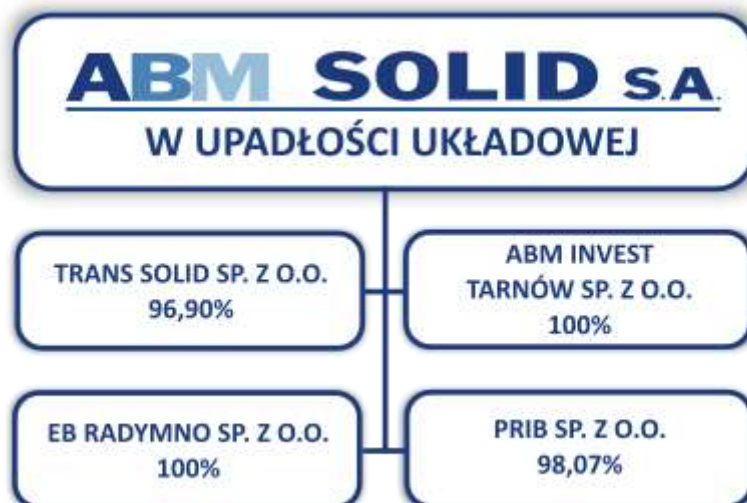 ABM SOLID S.A.
W UPADŁOŚCI UKŁADOWEJ
TRANS SOLID SP. Z O.O.
96,90%
ABM INVEST
TARNÓW SP. Z O.O.
100%
EB RADYMNO SP. Z O.O.
100%
PRIB SP. Z O.O.
98,07%